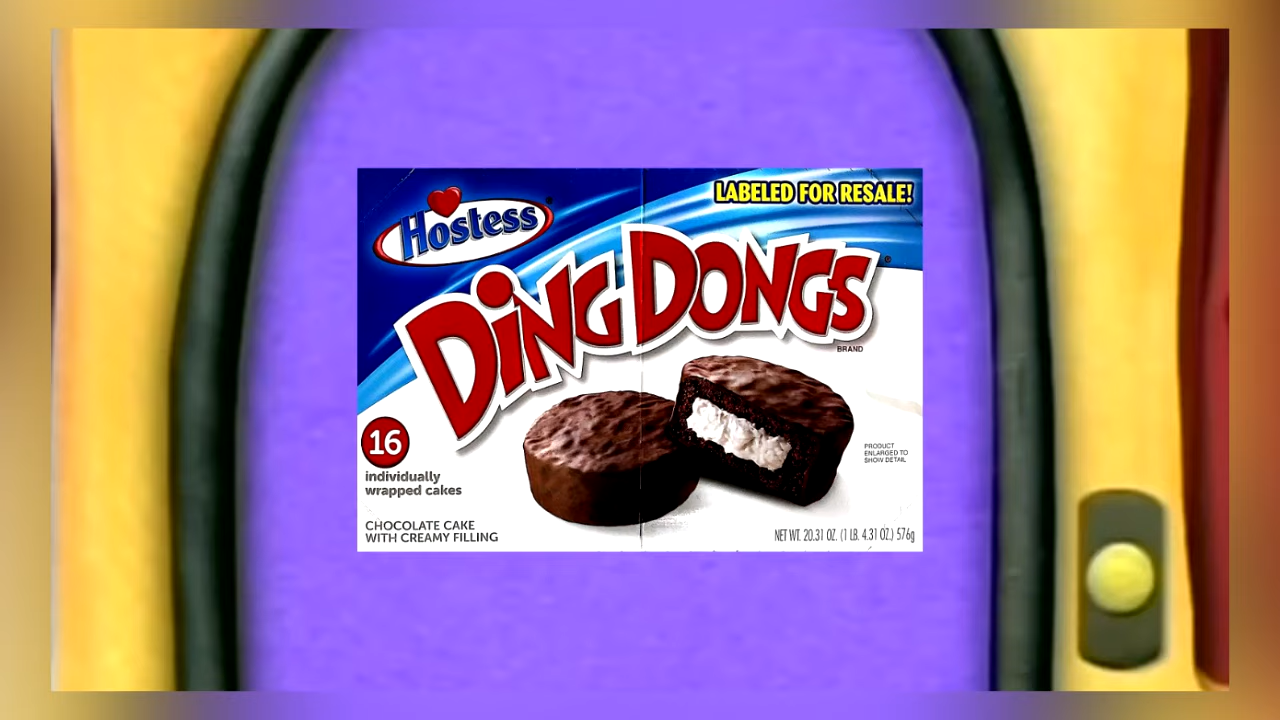 Hostess
LABELED FOR RESALE!
DiNG DONGS
BRAND
16
individually
wrapped cakes
PRODUCT
ENLARGED TO
SHOW DETAIL
CHOCOLATE CAKE
WITH CREAMY FILLING
NET WT. 20.31 OZ. (1 LB. 4.31 OZ.) 576g